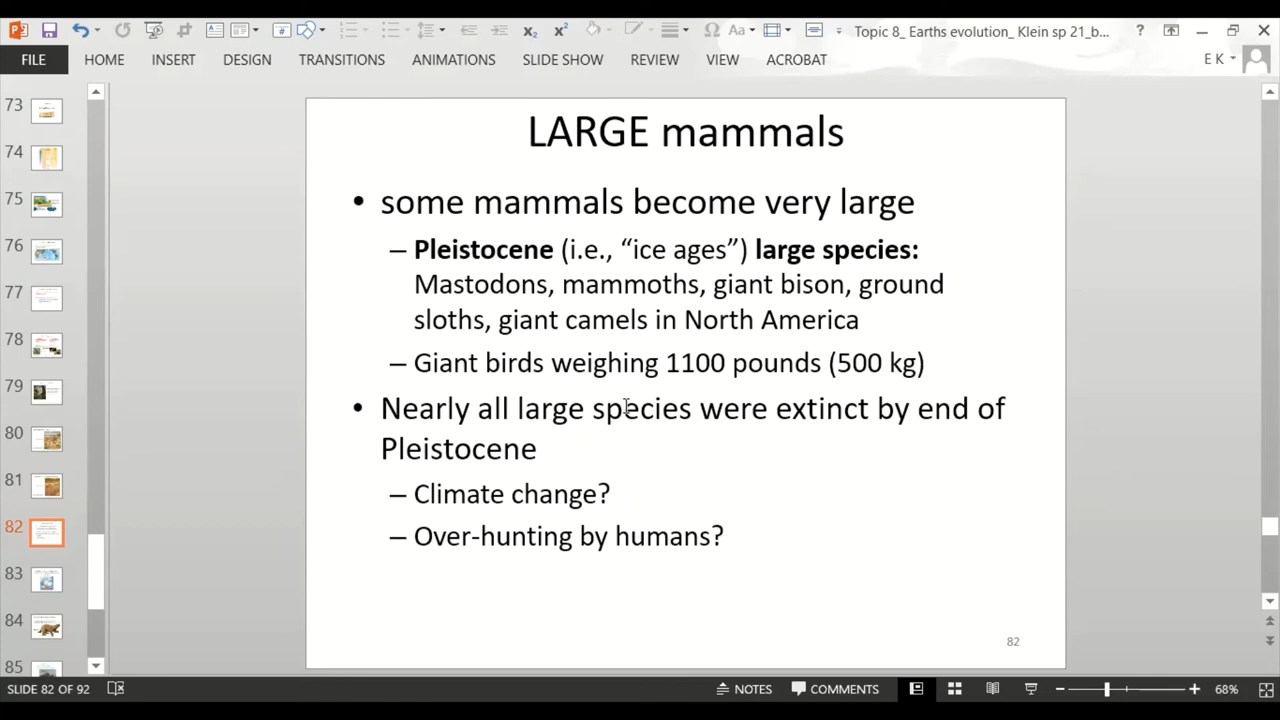 Topic 8_ Earths evolution_ Klein sp 21_b...
?
FILE
HOME
INSERT
DESIGN
TRANSITIONS
ANIMATIONS
SLIDE SHOW
REVIEW
VIEW
ACROBAT
E K
73
74
75
76
77
78
79
80
81
82
83
84
85
LARGE mammals
• some mammals become very large
– Pleistocene (i.e., “ice ages”) large species:
Mastodons, mammoths, giant bison, ground
sloths, giant camels in North America
– Giant birds weighing 1100 pounds (500 kg)
• Nearly all large species were extinct by end of
Pleistocene
– Climate change?
– Over-hunting by humans?
82
SLIDE 82 OF 92
NOTES
COMMENTS
68%